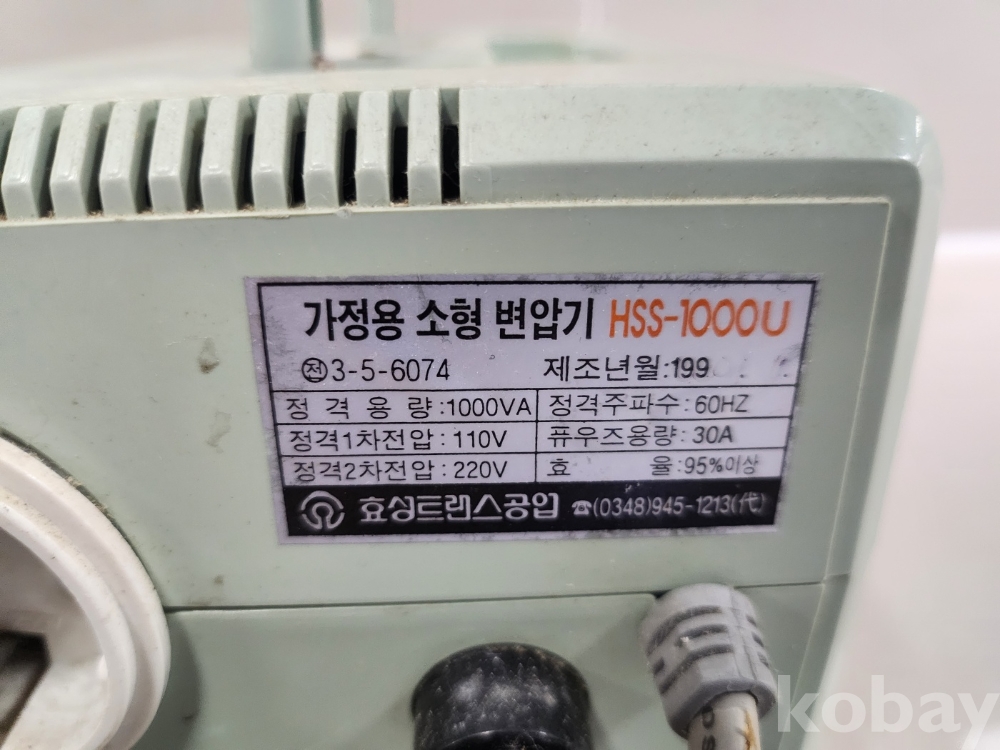 가정용 소형 변압기 HSS-1000U
㉠3-5-6074 제조년월:199
정격용량:1000VA 정격주파수:60HZ
정격1차전압:110V 퓨우즈용량:30A
정격2차전압:220V 효 율:95%이상
효성트랜스공업 ☎(0348)945-1213(代)
kobay